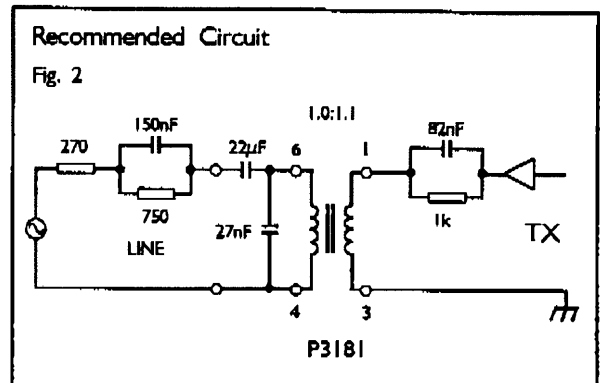 Recommended Circuit
Fig. 2
1.0:1.1
150nF
82nF
270
22µF
6
1
750
27nF
1k
LINE
TX
4
3
P3181